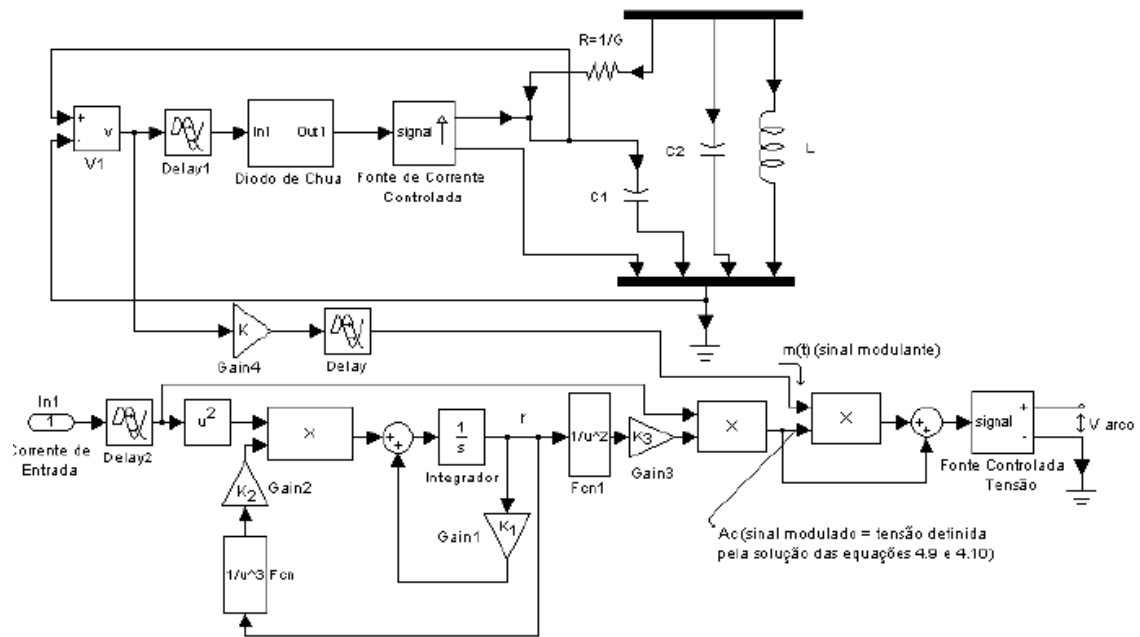 R=1/G
+
-
v
V1
Delay1
In1
Out1
Diodo de Chua
signal
Fonte de Corrente
Controlada
C1
C2
L
K
Gain4
Delay
m(t) (sinal modulante)
In1
1
Corrente de
Entrada
Delay2
u²
×
K2
Gain2
1/u^3
Fcn
+
+
1
s
Integrador
r
K1
Gain1
1/u^2
Fcn1
K3
Gain3
×
×
+
+
signal
+
-
Fonte Controlada
Tensão
V arco
Ac(sinal modulado = tensão definida
pela solução das equações 4.9 e 4.10)